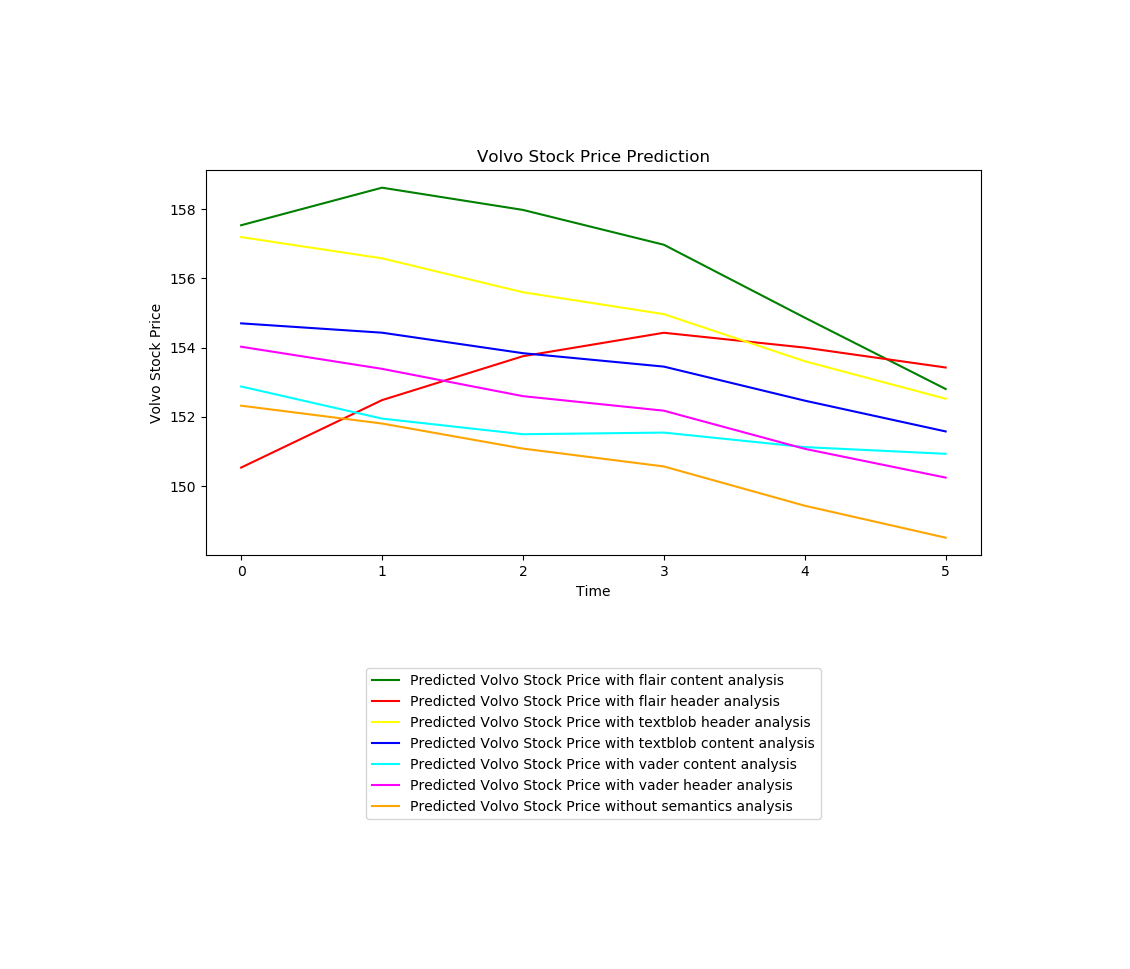 Volvo Stock Price Prediction
Volvo Stock Price
158
156
154
152
150
0 1 2 3 4 5
Time
Predicted Volvo Stock Price with flair content analysis
Predicted Volvo Stock Price with flair header analysis
Predicted Volvo Stock Price with textblob header analysis
Predicted Volvo Stock Price with textblob content analysis
Predicted Volvo Stock Price with vader content analysis
Predicted Volvo Stock Price with vader header analysis
Predicted Volvo Stock Price without semantics analysis